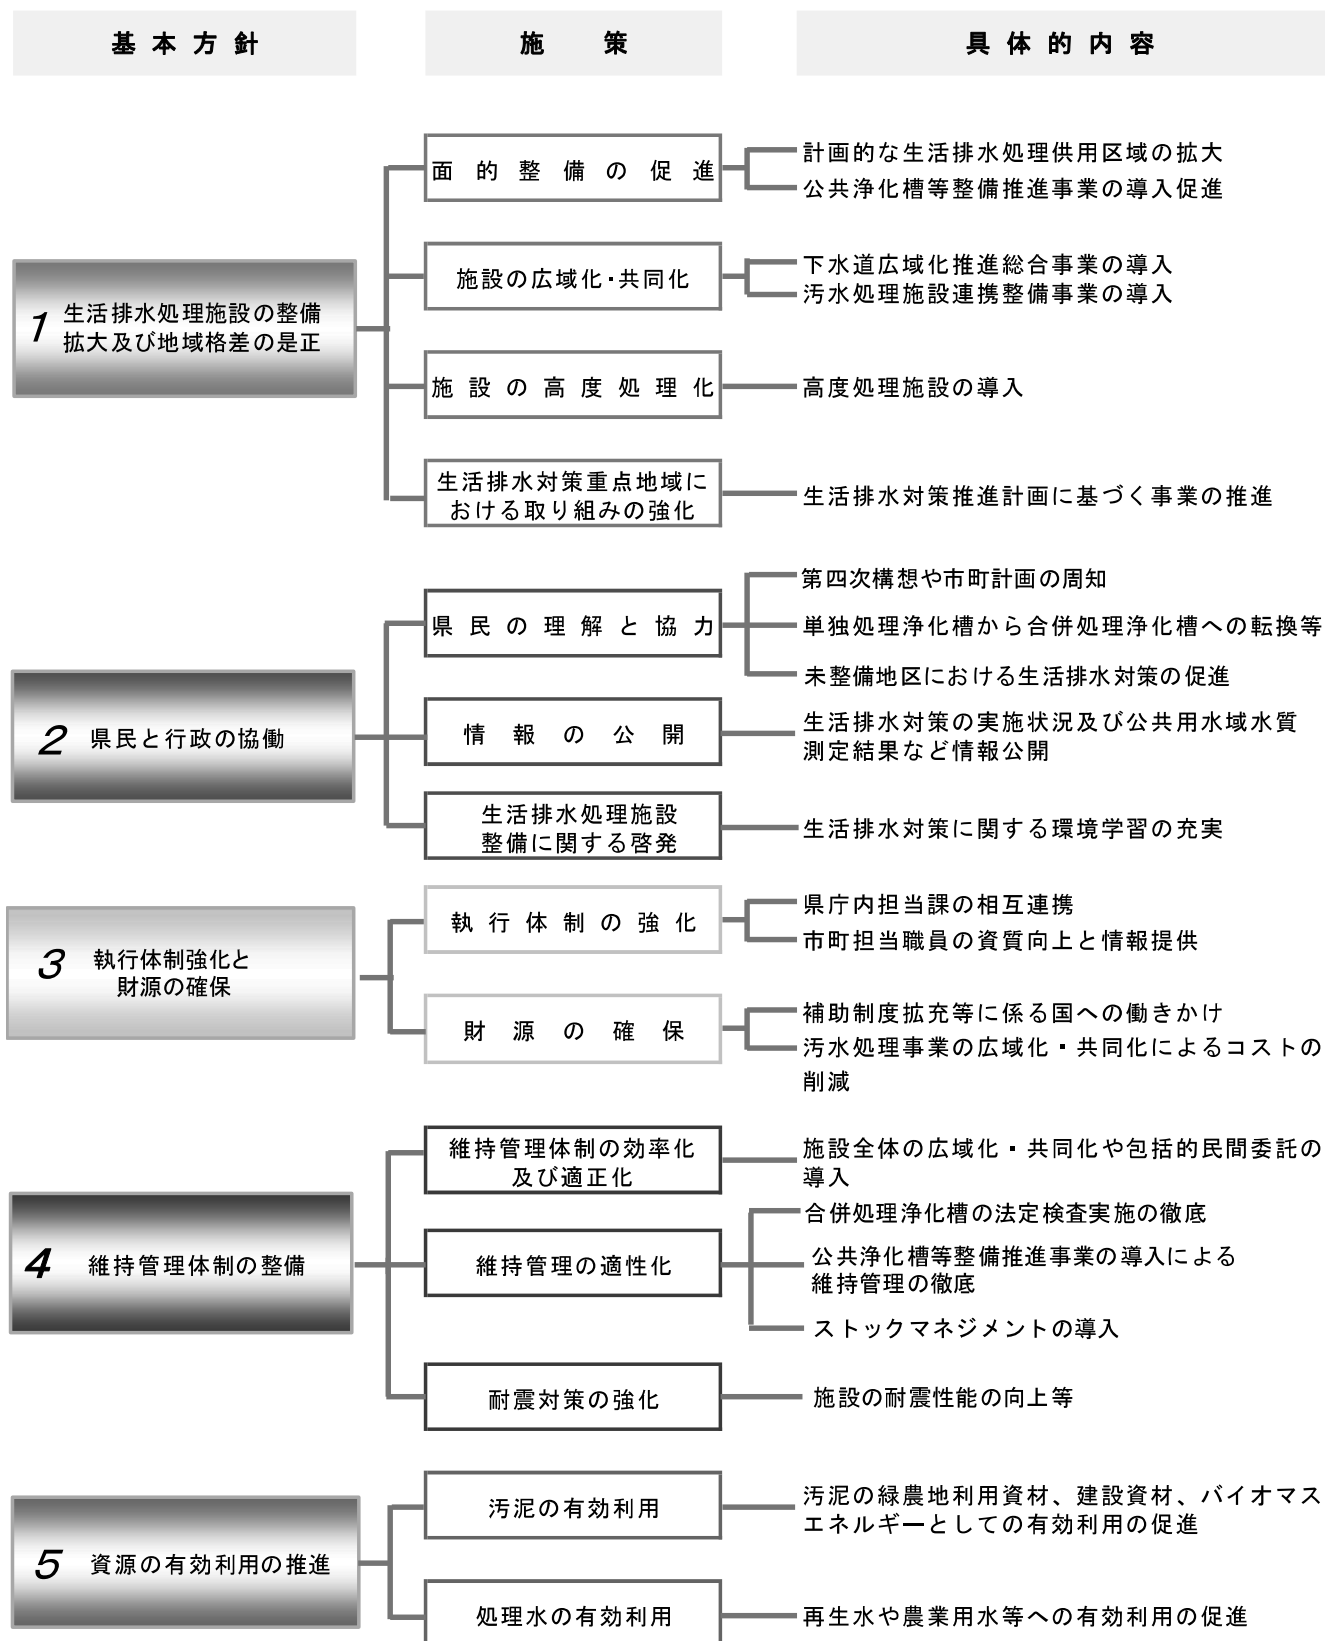 基本方針
施策
具体的内容
1 生活排水処理施設の整備
拡大及び地域格差の是正
面的整備の促進
計画的な生活排水処理供用区域の拡大
公共浄化槽等整備推進事業の導入促進
施設の広域化・共同化
下水道広域化推進総合事業の導入
汚水処理施設連携整備事業の導入
施設の高度処理化
高度処理施設の導入
生活排水対策重点地域に
おける取り組みの強化
生活排水対策推進計画に基づく事業の推進
2 県民と行政の協働
県民の理解と協力
第四次構想や市町計画の周知
単独処理浄化槽から合併処理浄化槽への転換等
未整備地区における生活排水対策の促進
情報の公開
生活排水対策の実施状況及び公共用水域水質
測定結果など情報公開
生活排水処理施設
整備に関する啓発
生活排水対策に関する環境学習の充実
3 執行体制強化と
財源の確保
執行体制の強化
県庁内担当課の相互連携
市町担当職員の資質向上と情報提供
財源の確保
補助制度拡充等に係る国への働きかけ
汚水処理事業の広域化・共同化によるコストの
削減
4 維持管理体制の整備
維持管理体制の効率化
及び適正化
施設全体の広域化・共同化や包括的民間委託の
導入
維持管理の適性化
合併処理浄化槽の法定検査実施の徹底
公共浄化槽等整備推進事業の導入による
維持管理の徹底
ストックマネジメントの導入
耐震対策の強化
施設の耐震性能の向上等
5 資源の有効利用の推進
汚泥の有効利用
汚泥の緑農地利用資材、建設資材、バイオマス
エネルギーとしての有効利用の促進
処理水の有効利用
再生水や農業用水等への有効利用の促進